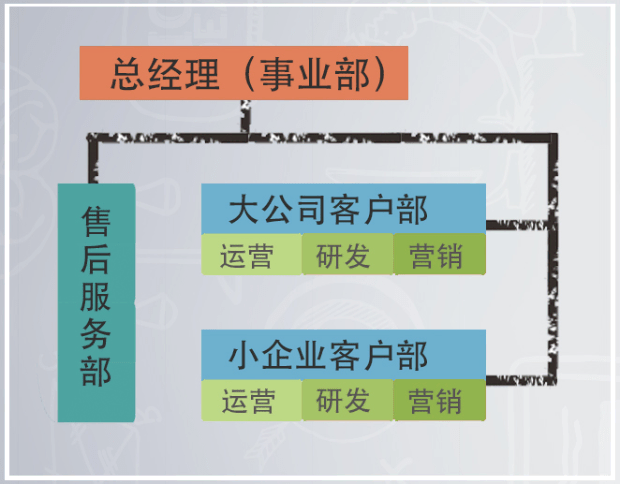 总经理（事业部）
售后服务部
大公司客户部
运营 研发 营销
小企业客户部
运营 研发 营销